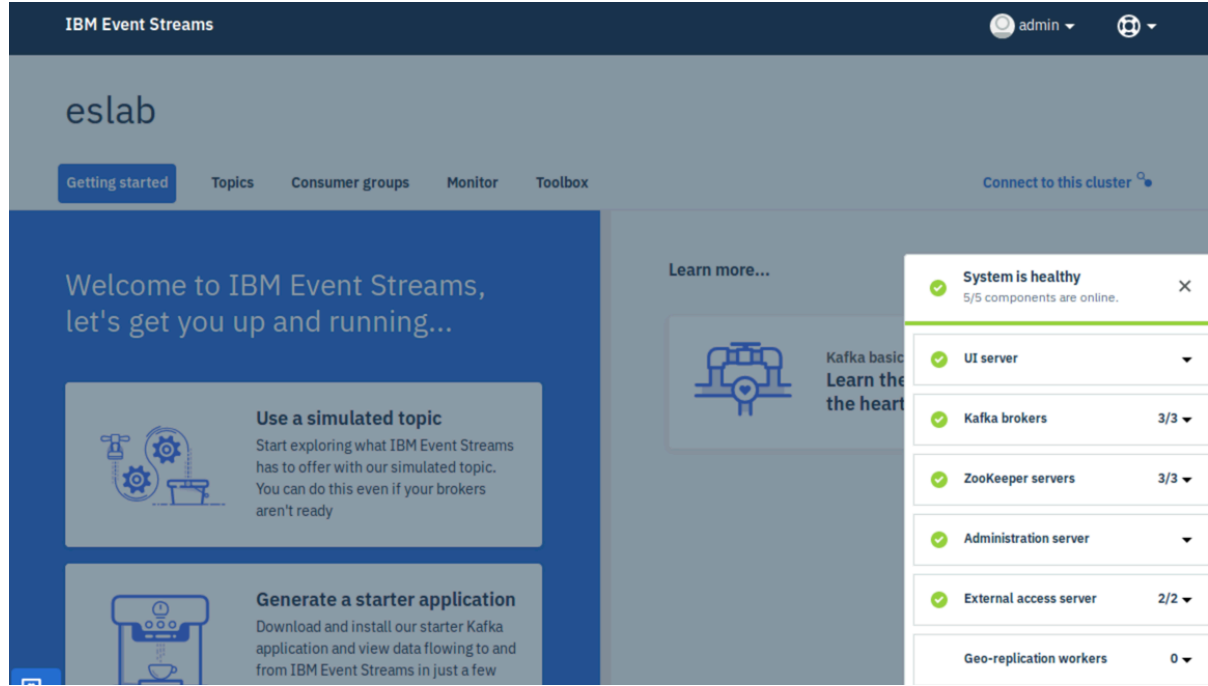 IBM Event Streams
admin
eslab
Getting started
Topics
Consumer groups
Monitor
Toolbox
Connect to this cluster
Welcome to IBM Event Streams,
let's get you up and running...
Use a simulated topic
Start exploring what IBM Event Streams
has to offer with our simulated topic.
You can do this even if your brokers
aren't ready
Generate a starter application
Download and install our starter Kafka
application and view data flowing to and
from IBM Event Streams in just a few
Learn more...
Kafka basic
Learn the
the heart
System is healthy
5/5 components are online.
UI server
Kafka brokers 3/3
ZooKeeper servers 3/3
Administration server
External access server 2/2
Geo-replication workers 0